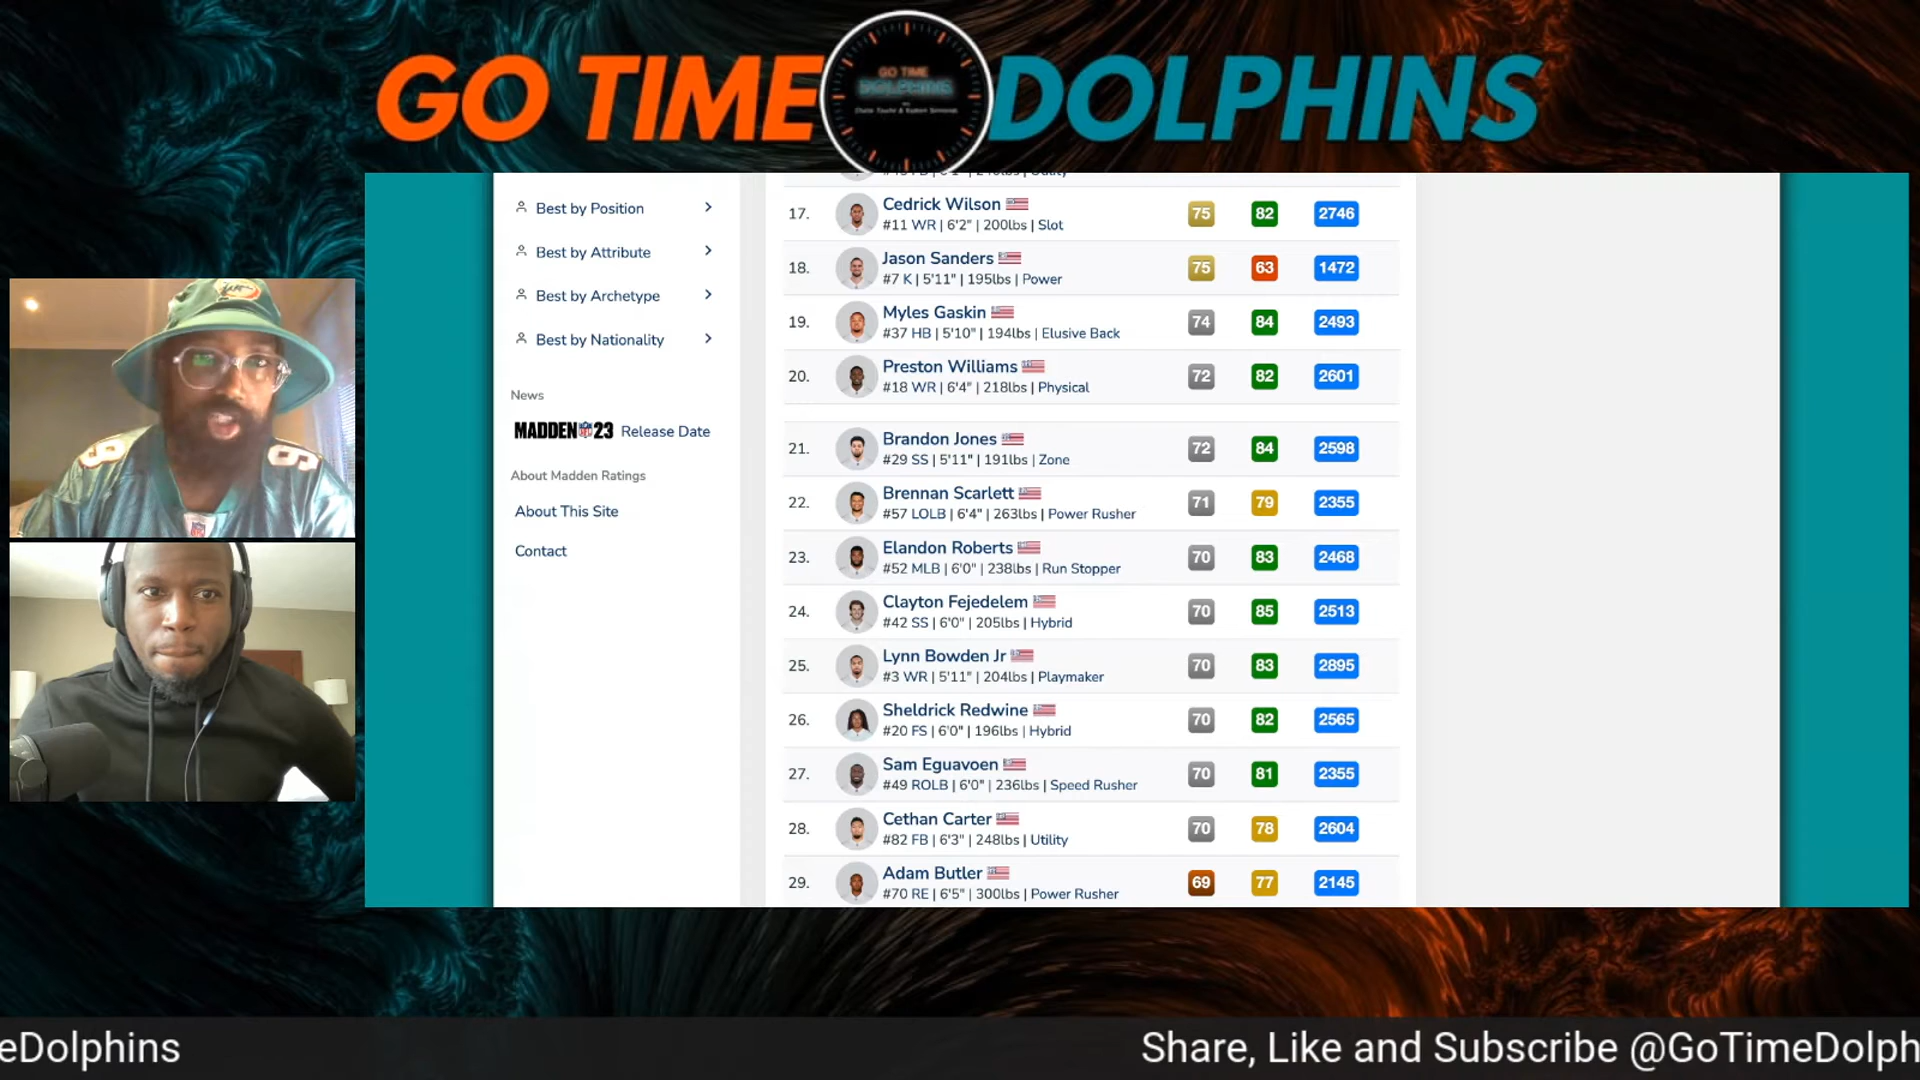 GO TIME DOLPHINS
GO TIME
DOLPHINS
Best by Position
Best by Attribute
Best by Archetype
Best by Nationality
News
MADDEN NFL 23 Release Date
About Madden Ratings
About This Site
Contact
17. Cedrick Wilson 75 82 2746
#11 WR | 6'2" | 200lbs | Slot
18. Jason Sanders 75 63 1472
#7 K | 5'11" | 195lbs | Power
19. Myles Gaskin 74 84 2493
#37 HB | 5'10" | 194lbs | Elusive Back
20. Preston Williams 72 82 2601
#18 WR | 6'4" | 218lbs | Physical
21. Brandon Jones 72 84 2598
#29 SS | 5'11" | 191lbs | Zone
22. Brennan Scarlett 71 79 2355
#57 LOLB | 6'4" | 263lbs | Power Rusher
23. Elandon Roberts 70 83 2468
#52 MLB | 6'0" | 238lbs | Run Stopper
24. Clayton Fejedelem 70 85 2513
#42 SS | 6'0" | 205lbs | Hybrid
25. Lynn Bowden Jr 70 83 2895
#3 WR | 5'11" | 204lbs | Playmaker
26. Sheldrick Redwine 70 82 2565
#20 FS | 6'0" | 196lbs | Hybrid
27. Sam Eguavoen 70 81 2355
#49 ROLB | 6'0" | 236lbs | Speed Rusher
28. Cethan Carter 70 78 2604
#82 FB | 6'3" | 248lbs | Utility
29. Adam Butler 69 77 2145
#70 RE | 6'5" | 300lbs | Power Rusher
eDolphins Share, Like and Subscribe @GoTimeDolph